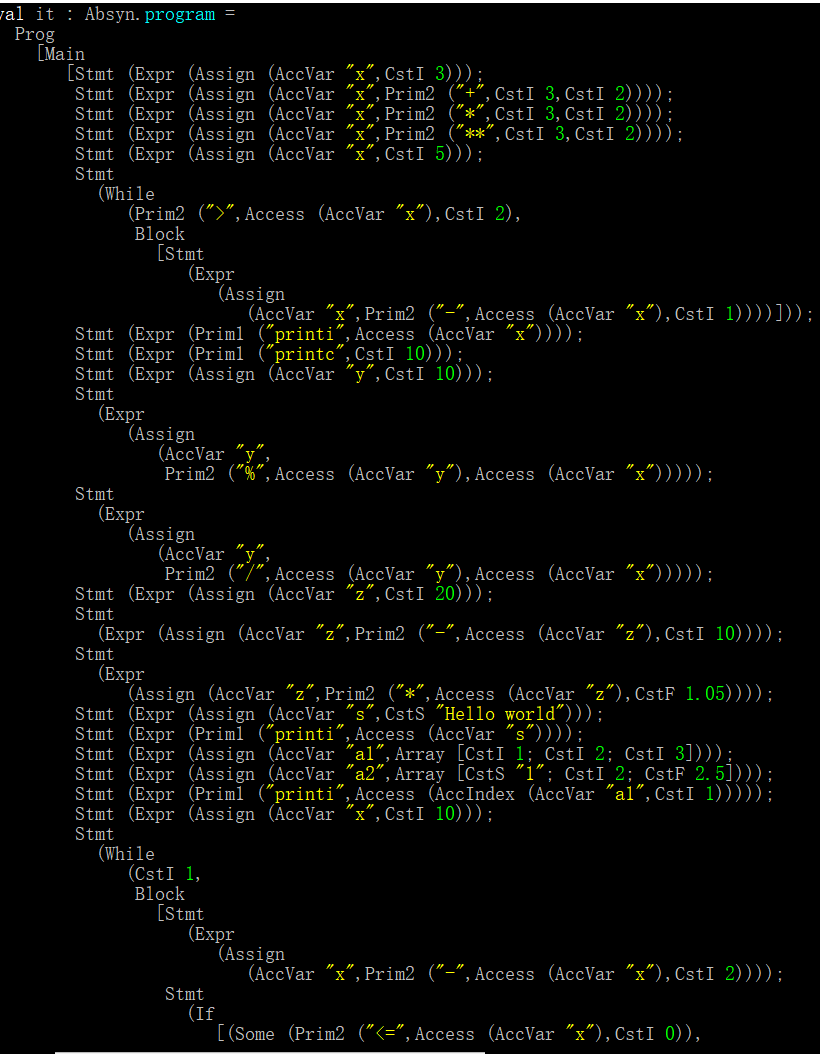 val it : Absyn.program =
  Prog
    [Main
       [Stmt (Expr (Assign (AccVar "x",CstI 3)));
        Stmt (Expr (Assign (AccVar "x",Prim2 ("+",CstI 3,CstI 2))));
        Stmt (Expr (Assign (AccVar "x",Prim2 ("*",CstI 3,CstI 2))));
        Stmt (Expr (Assign (AccVar "x",Prim2 ("**",CstI 3,CstI 2))));
        Stmt (Expr (Assign (AccVar "x",CstI 5)));
        Stmt
          (While
             (Prim2 (">",Access (AccVar "x"),CstI 2),
              Block
                [Stmt
                   (Expr
                      (Assign
                         (AccVar "x",Prim2 ("-",Access (AccVar "x"),CstI 1))))]));
        Stmt (Expr (Prim1 ("printi",Access (AccVar "x"))));
        Stmt (Expr (Prim1 ("printc",CstI 10)));
        Stmt (Expr (Assign (AccVar "y",CstI 10)));
        Stmt
          (Expr
             (Assign
                (AccVar "y",
                 Prim2 ("%",Access (AccVar "y"),Access (AccVar "x")))));
        Stmt
          (Expr
             (Assign
                (AccVar "y",
                 Prim2 ("/",Access (AccVar "y"),Access (AccVar "x")))));
        Stmt (Expr (Assign (AccVar "z",CstI 20)));
        Stmt
          (Expr (Assign (AccVar "z",Prim2 ("-",Access (AccVar "z"),CstI 10))));
        Stmt
          (Expr
             (Assign (AccVar "z",Prim2 ("*",Access (AccVar "z"),CstF 1.05))));
        Stmt (Expr (Assign (AccVar "s",CstS "Hello world")));
        Stmt (Expr (Prim1 ("printi",Access (AccVar "s"))));
        Stmt (Expr (Assign (AccVar "a1",Array [CstI 1; CstI 2; CstI 3])));
        Stmt (Expr (Assign (AccVar "a2",Array [CstS "1"; CstI 2; CstF 2.5])));
        Stmt (Expr (Prim1 ("printi",Access (AccIndex (AccVar "a1",CstI 1)))));
        Stmt (Expr (Assign (AccVar "x",CstI 10)));
        Stmt
          (While
             (CstI 1,
              Block
                [Stmt
                   (Expr
                      (Assign
                         (AccVar "x",Prim2 ("-",Access (AccVar "x"),CstI 2))));
                 Stmt
                   (If
                      [(Some (Prim2 ("<=",Access (AccVar "x"),CstI 0)),